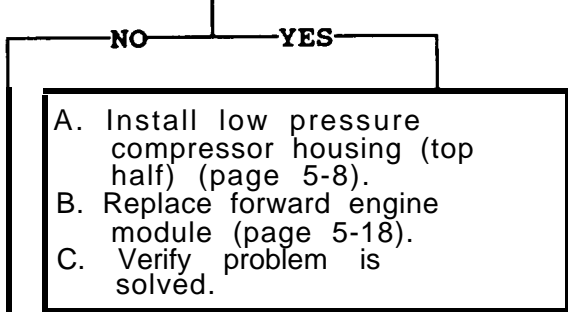 NO YES
A. Install low pressure
compressor housing (top
half) (page 5-8).
B. Replace forward engine
module (page 5-18).
C. Verify problem is
solved.